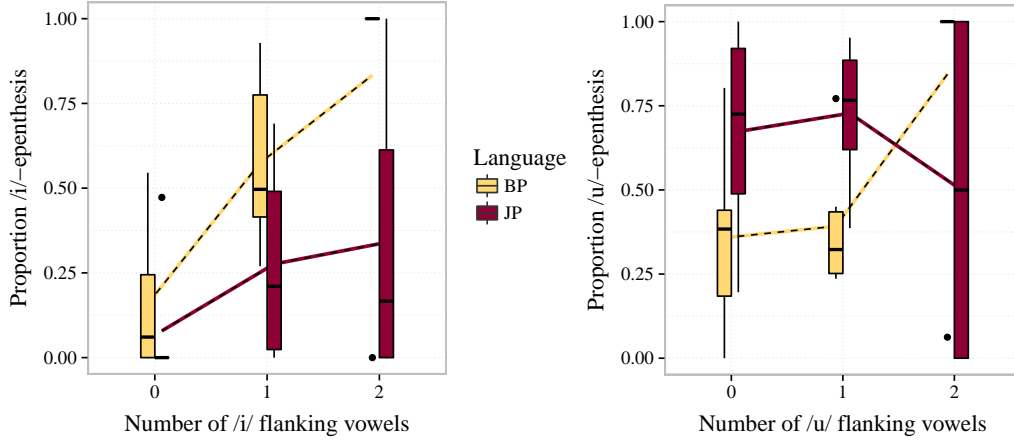 Proportion /i/−epenthesis
1.00
0.75
0.50
0.25
0.00
0
1
2
Number of /i/ flanking vowels
Language
BP
JP
Proportion /u/−epenthesis
1.00
0.75
0.50
0.25
0.00
0
1
2
Number of /u/ flanking vowels